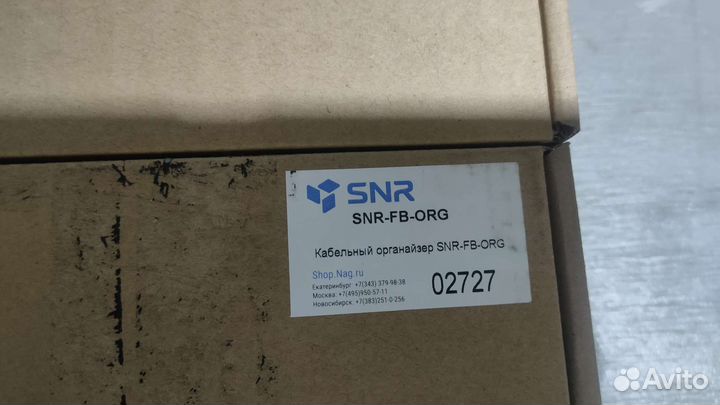 SNR
SNR-FB-ORG
Кабельный органайзер SNR-FB-ORG
Shop.Nag.ru
Екатеринбург +7(343) 379-98-38
Москва: +7(495)950-57-11
Новосибирск: +7(383)251-0-256
02727
Avito